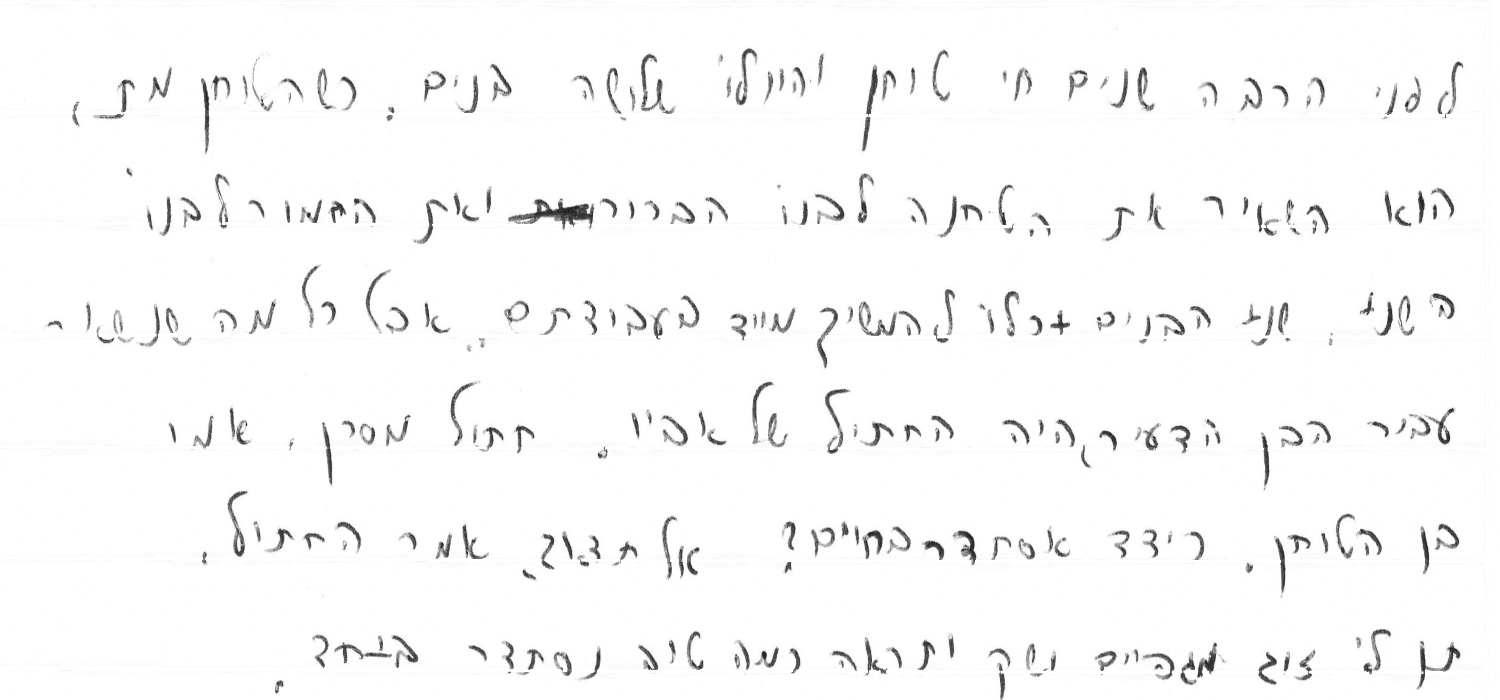 לפני הרבה שנים חי טוחן והיו לו שלושה בנים. כשהטוחן מת,
הוא השאיר את הטחנה לבנו הבכור ואת החמור לבנו
השני. שני הבנים יכלו להמשיך מייד בעבודתם. אבל כל מה שנשאר
עביר הבן הצעיר, היה החתול של אביו. חתול מסכן, אמר
בן הטוחן. כיצד אסתדר בחיים? אל תדאג, אמר החתול.
תן לי זוג מגפיים ושק ותראה כמה טוב נסתדר ביחד.